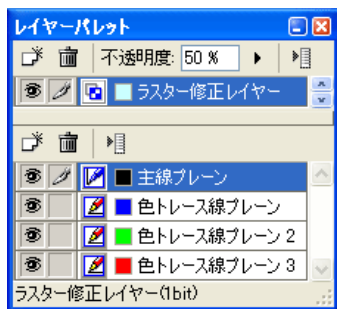 レイヤーパレット
不透明度: 50 %
ラスター修正レイヤー
主線プレーン
色トレース線プレーン
色トレース線プレーン 2
色トレース線プレーン 3
ラスター修正レイヤー(1bit)